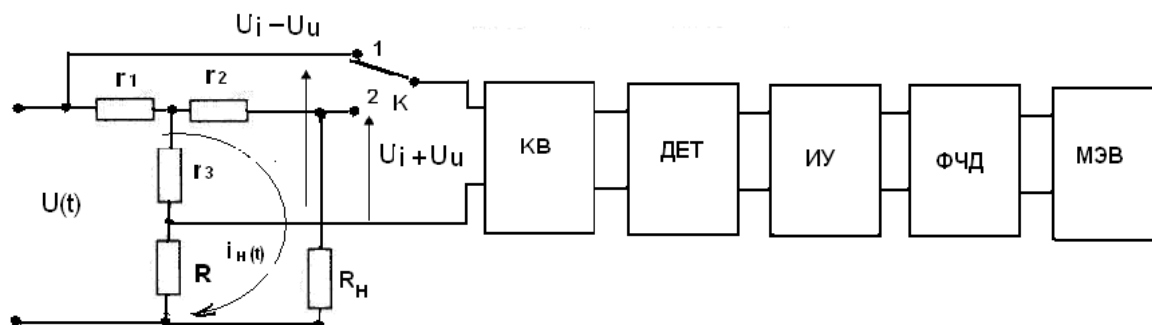 Ui−Uu
1
r1
r2
2
К
КВ
ДЕТ
ИУ
ФЧД
МЭВ
Ui+Uu
r3
U(t)
iн(t)
R
Rн